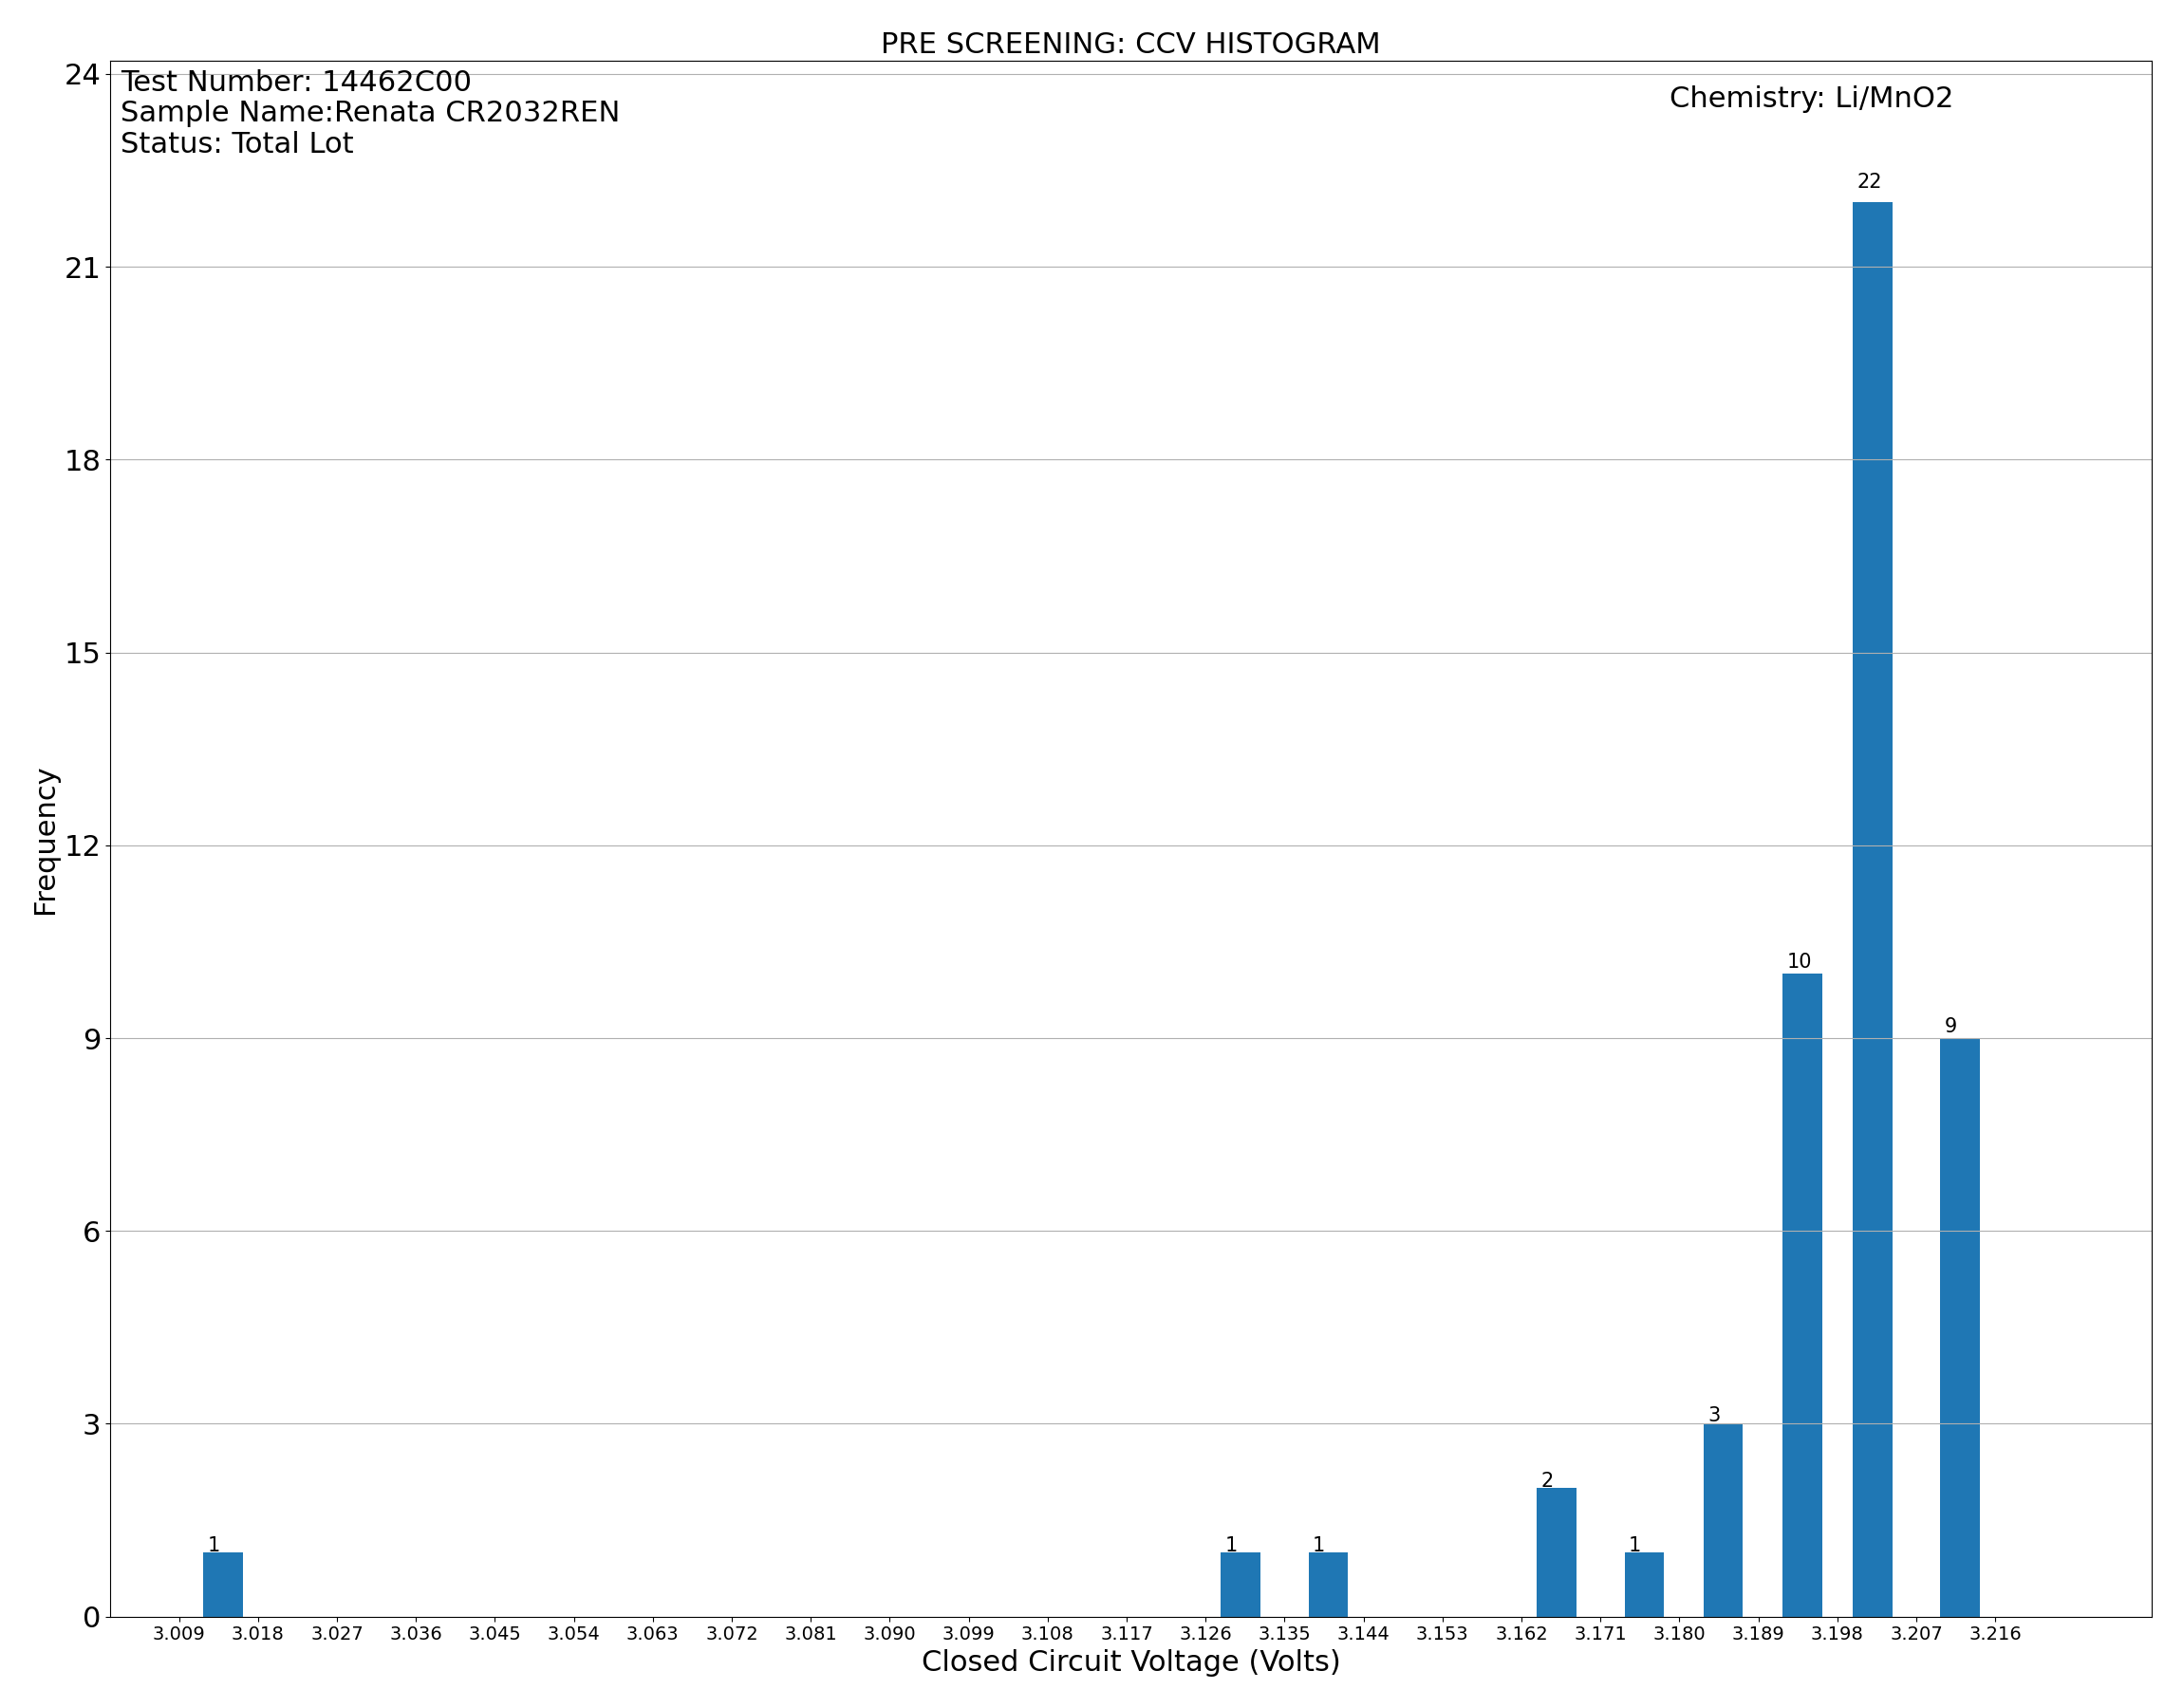 PRE SCREENING: CCV HISTOGRAM
Test Number: 14462C00
Sample Name:Renata CR2032REN
Status: Total Lot
Chemistry: Li/MnO2
24
21
18
15
12
9
6
3
0
Frequency
22
10
9
3
2
1
1
1
1
3.009 3.018 3.027 3.036 3.045 3.054 3.063 3.072 3.081 3.090 3.099 3.108 3.117 3.126 3.135 3.144 3.153 3.162 3.171 3.180 3.189 3.198 3.207 3.216
Closed Circuit Voltage (Volts)